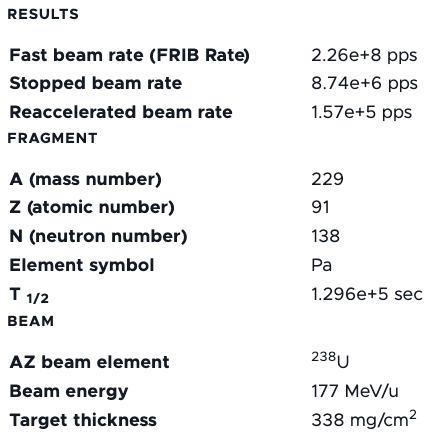 RESULTS
Fast beam rate (FRIB Rate) 2.26e+8 pps
Stopped beam rate 8.74e+6 pps
Reaccelerated beam rate 1.57e+5 pps
FRAGMENT
A (mass number) 229
Z (atomic number) 91
N (neutron number) 138
Element symbol Pa
T 1/2 1.296e+5 sec
BEAM
AZ beam element ²³⁸U
Beam energy 177 MeV/u
Target thickness 338 mg/cm²